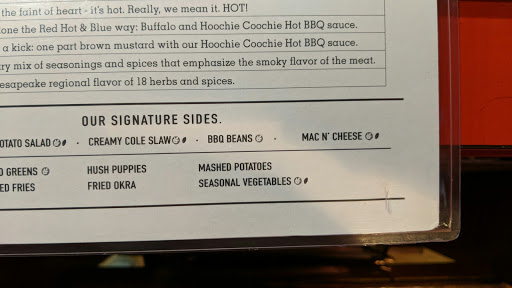 the faint of heart - it's hot. Really, we mean it. HOT!
one the Red Hot & Blue way: Buffalo and Hoochie Coochie Hot BBQ sauce.
a kick: one part brown mustard with our Hoochie Coochie Hot BBQ sauce.
ry mix of seasonings and spices that emphasize the smoky flavor of the meat.
esapeake regional flavor of 18 herbs and spices.
OUR SIGNATURE SIDES.
OTATO SALAD · CREAMY COLE SLAW · BBQ BEANS · MAC N' CHEESE
GREENS HUSH PUPPIES MASHED POTATOES
ED FRIES FRIED OKRA SEASONAL VEGETABLES